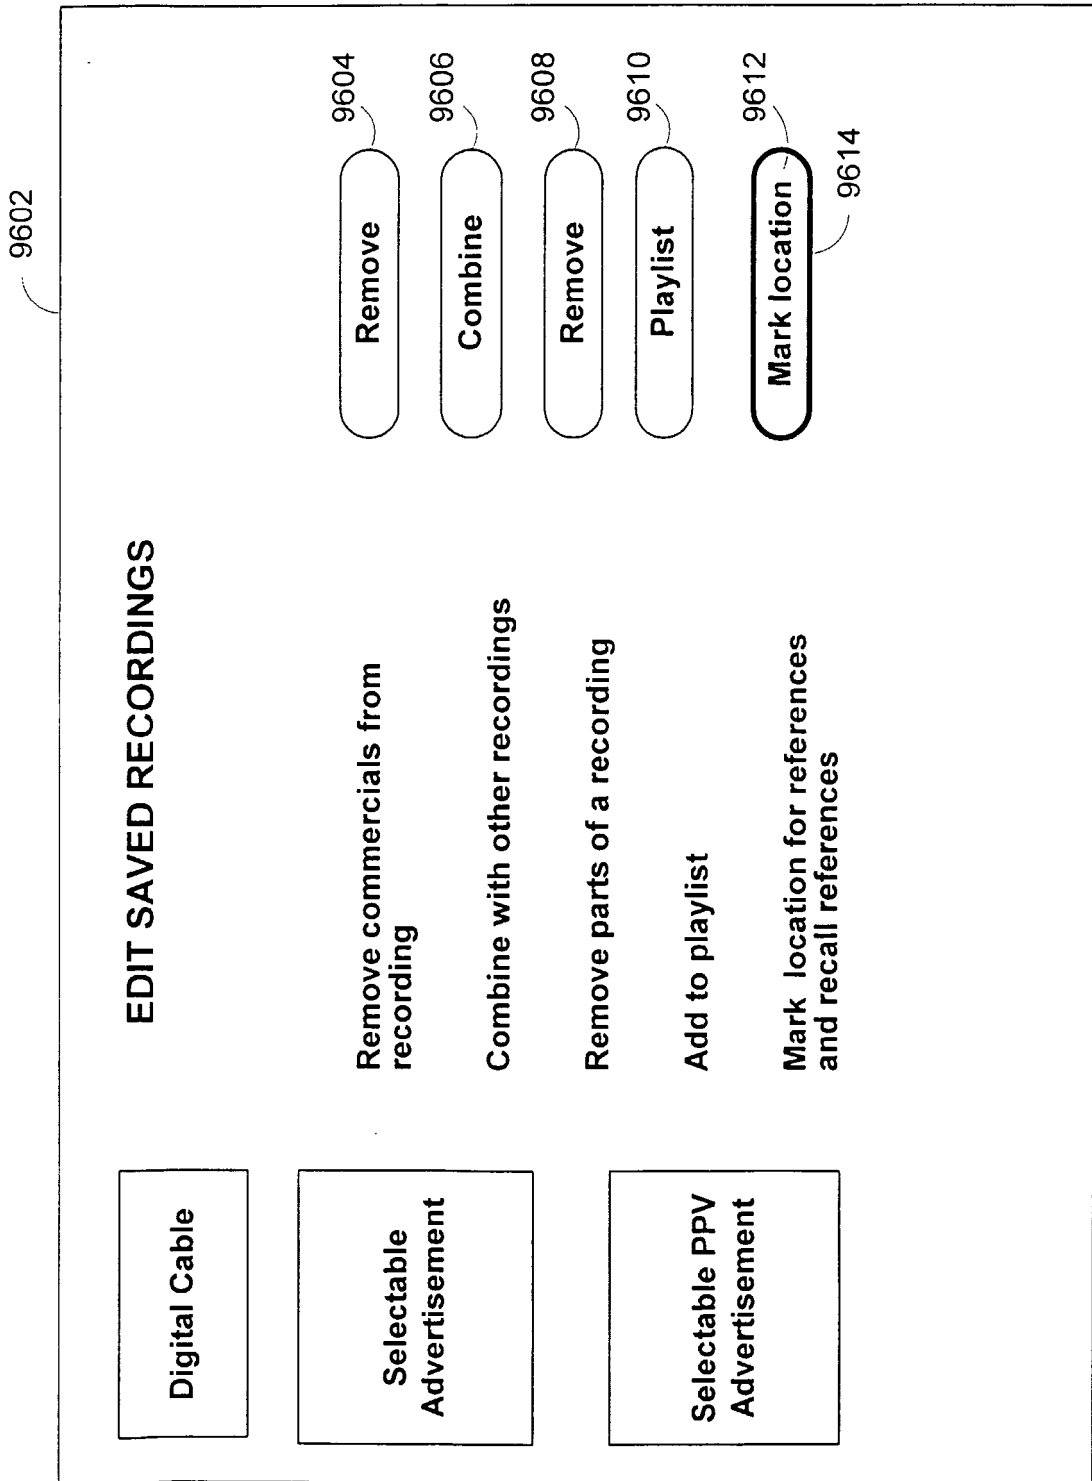 9602
EDIT SAVED RECORDINGS
Digital Cable
Selectable
Advertisement
Selectable PPV
Advertisement
Remove commercials from
recording
Remove
9604
Combine with other recordings
Combine
9606
Remove parts of a recording
Remove
9608
Add to playlist
Playlist
9610
Mark location for references
and recall references
Mark location
9612
9614